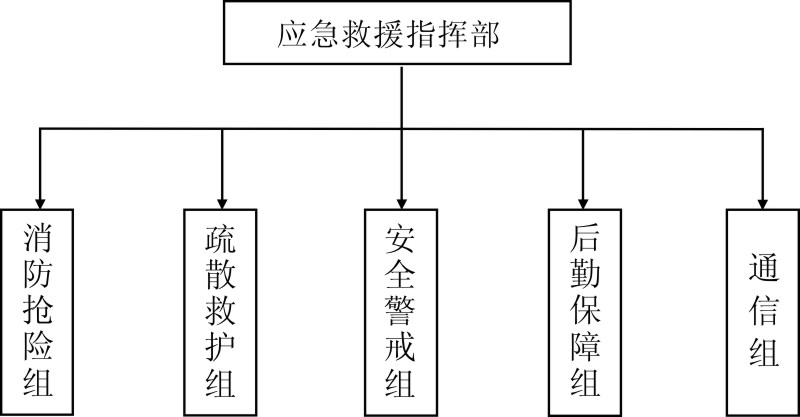 应急救援指挥部
消防抢险组
疏散救护组
安全警戒组
后勤保障组
通信组